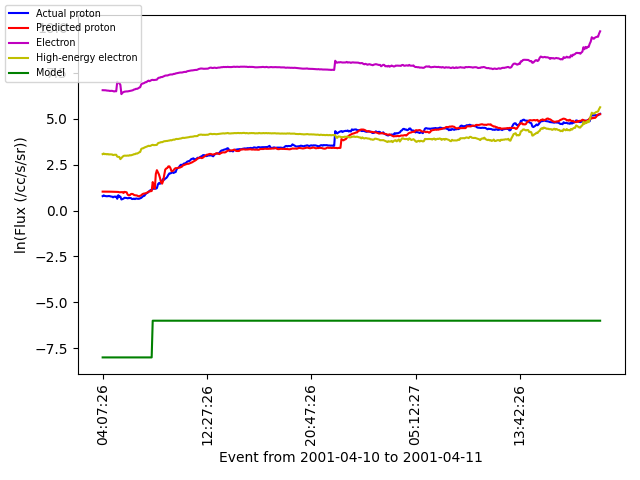 Actual proton
Predicted proton
Electron
High-energy electron
Model
5.0
2.5
0.0
−2.5
−5.0
−7.5
ln(Flux (/cc/s/sr))
04:07:26
12:27:26
20:47:26
05:12:27
13:42:26
Event from 2001-04-10 to 2001-04-11